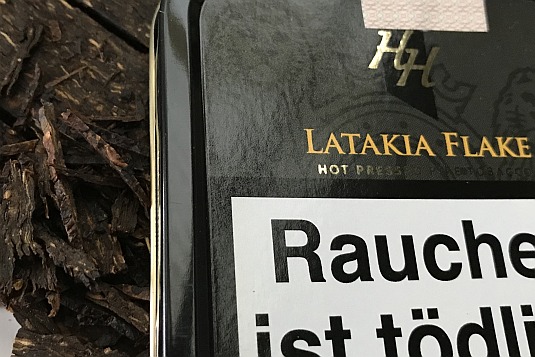 HH
LATAKIA FLAKE
HOT PRESS
Rauche
ist tödli